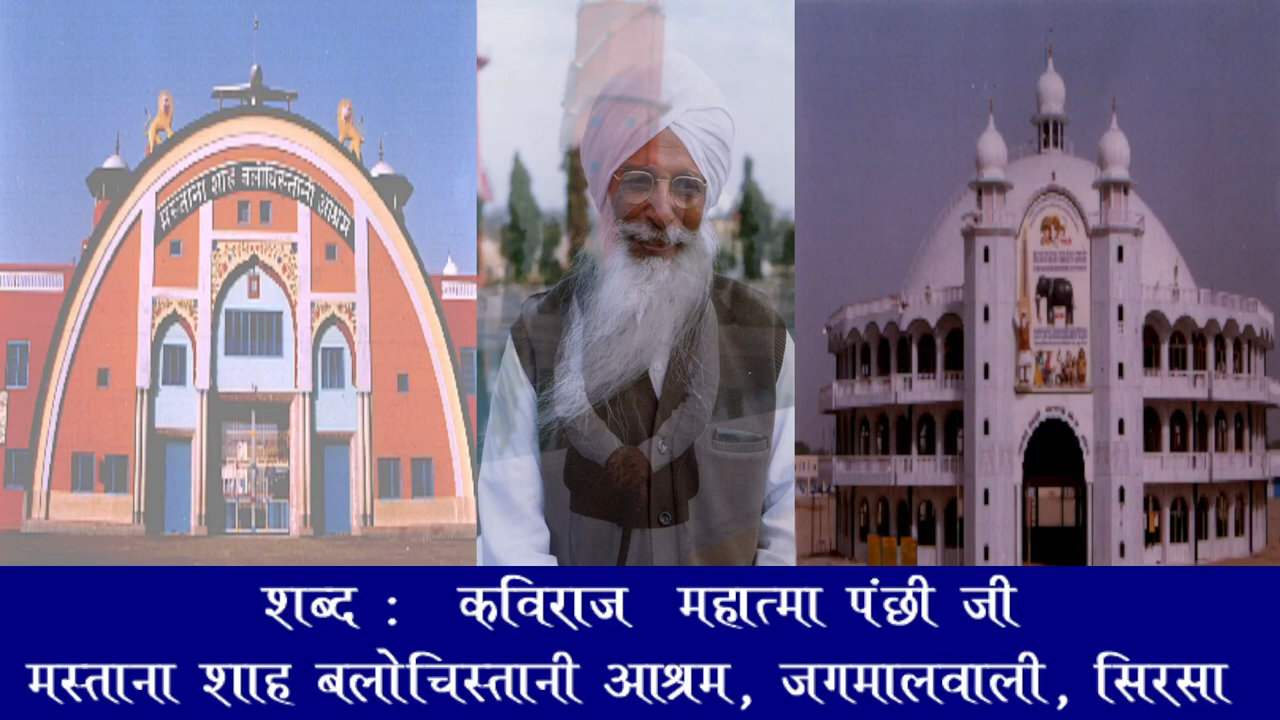 मस्ताना शाह बलोचिस्तानी आश्रम
शब्द : कविराज महात्मा पंछी जी
मस्ताना शाह बलोचिस्तानी आश्रम, जगमालवाली, सिरसा